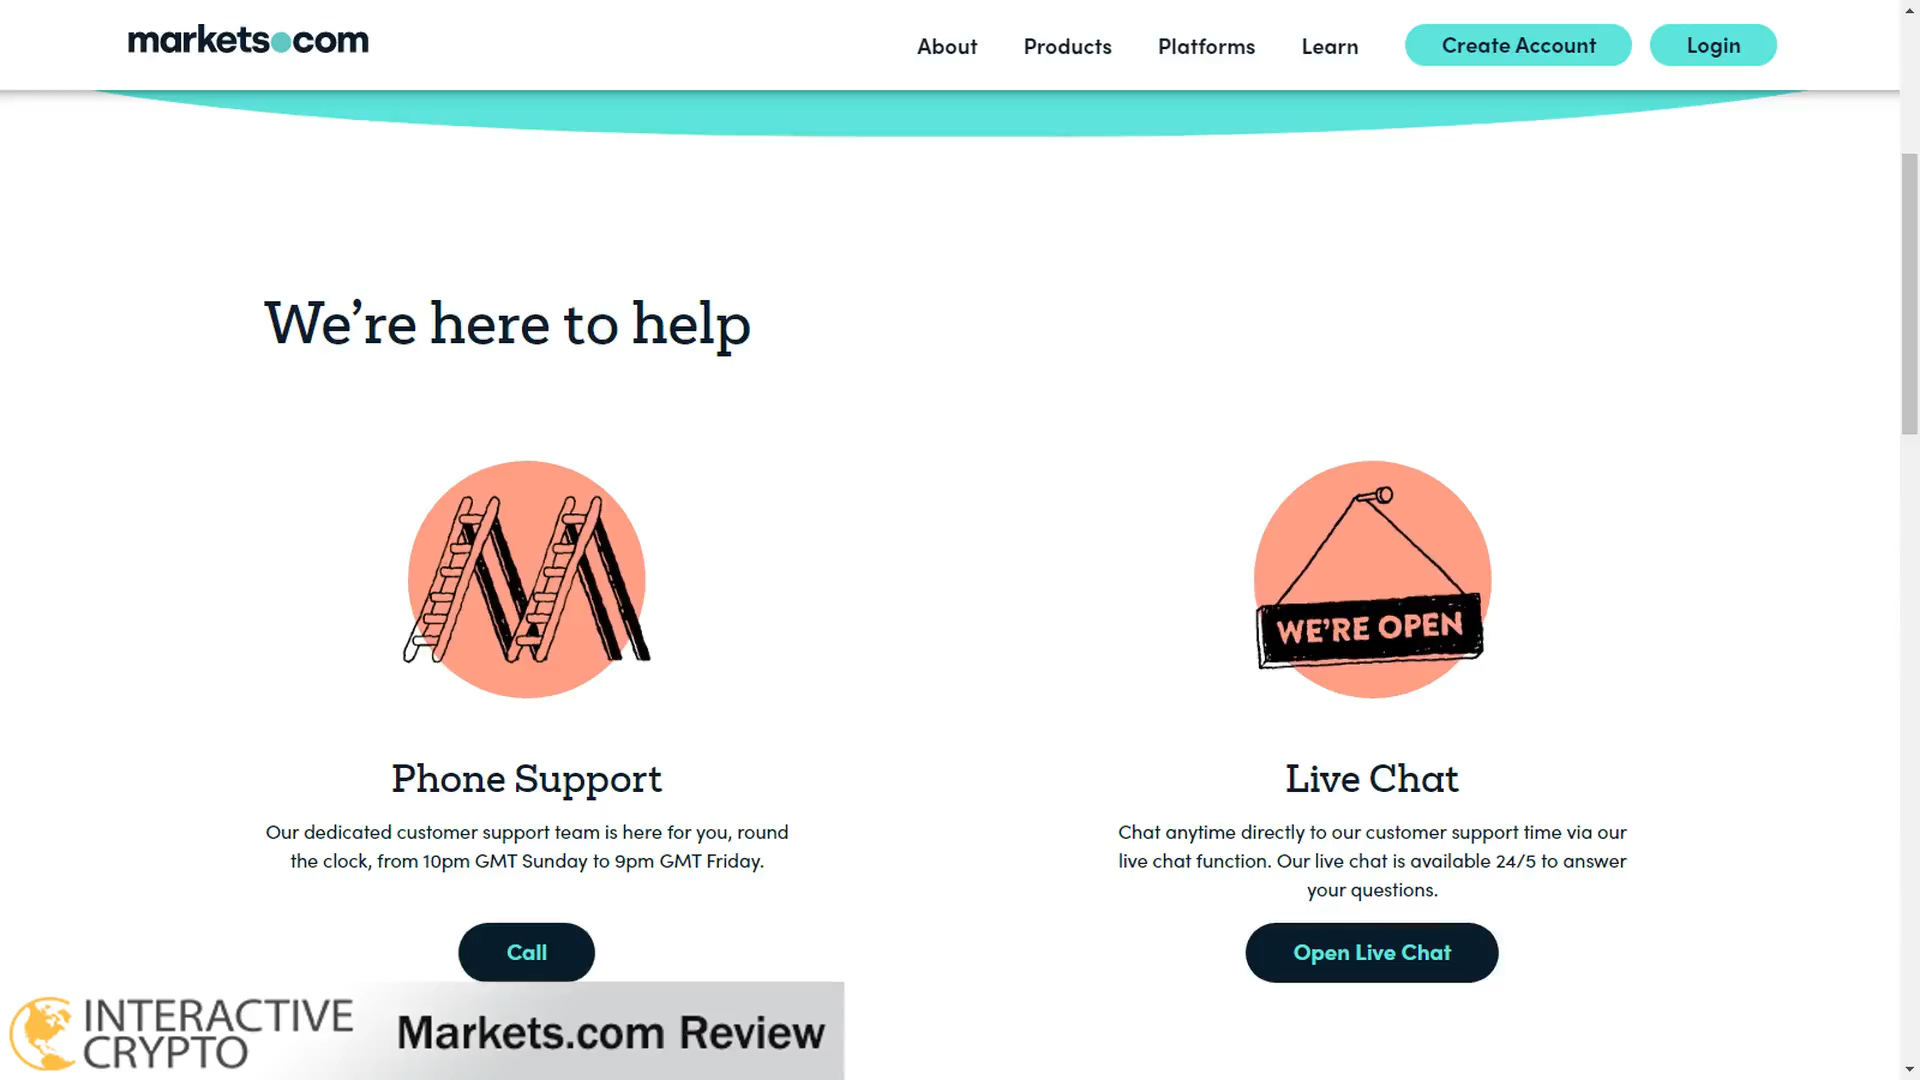 markets.com
About Products Platforms Learn Create Account Login
We're here to help
WE'RE OPEN
Phone Support
Our dedicated customer support team is here for you, round
the clock, from 10pm GMT Sunday to 9pm GMT Friday.
Call
Live Chat
Chat anytime directly to our customer support time via our
live chat function. Our live chat is available 24/5 to answer
your questions.
Open Live Chat
INTERACTIVE
CRYPTO
Markets.com Review